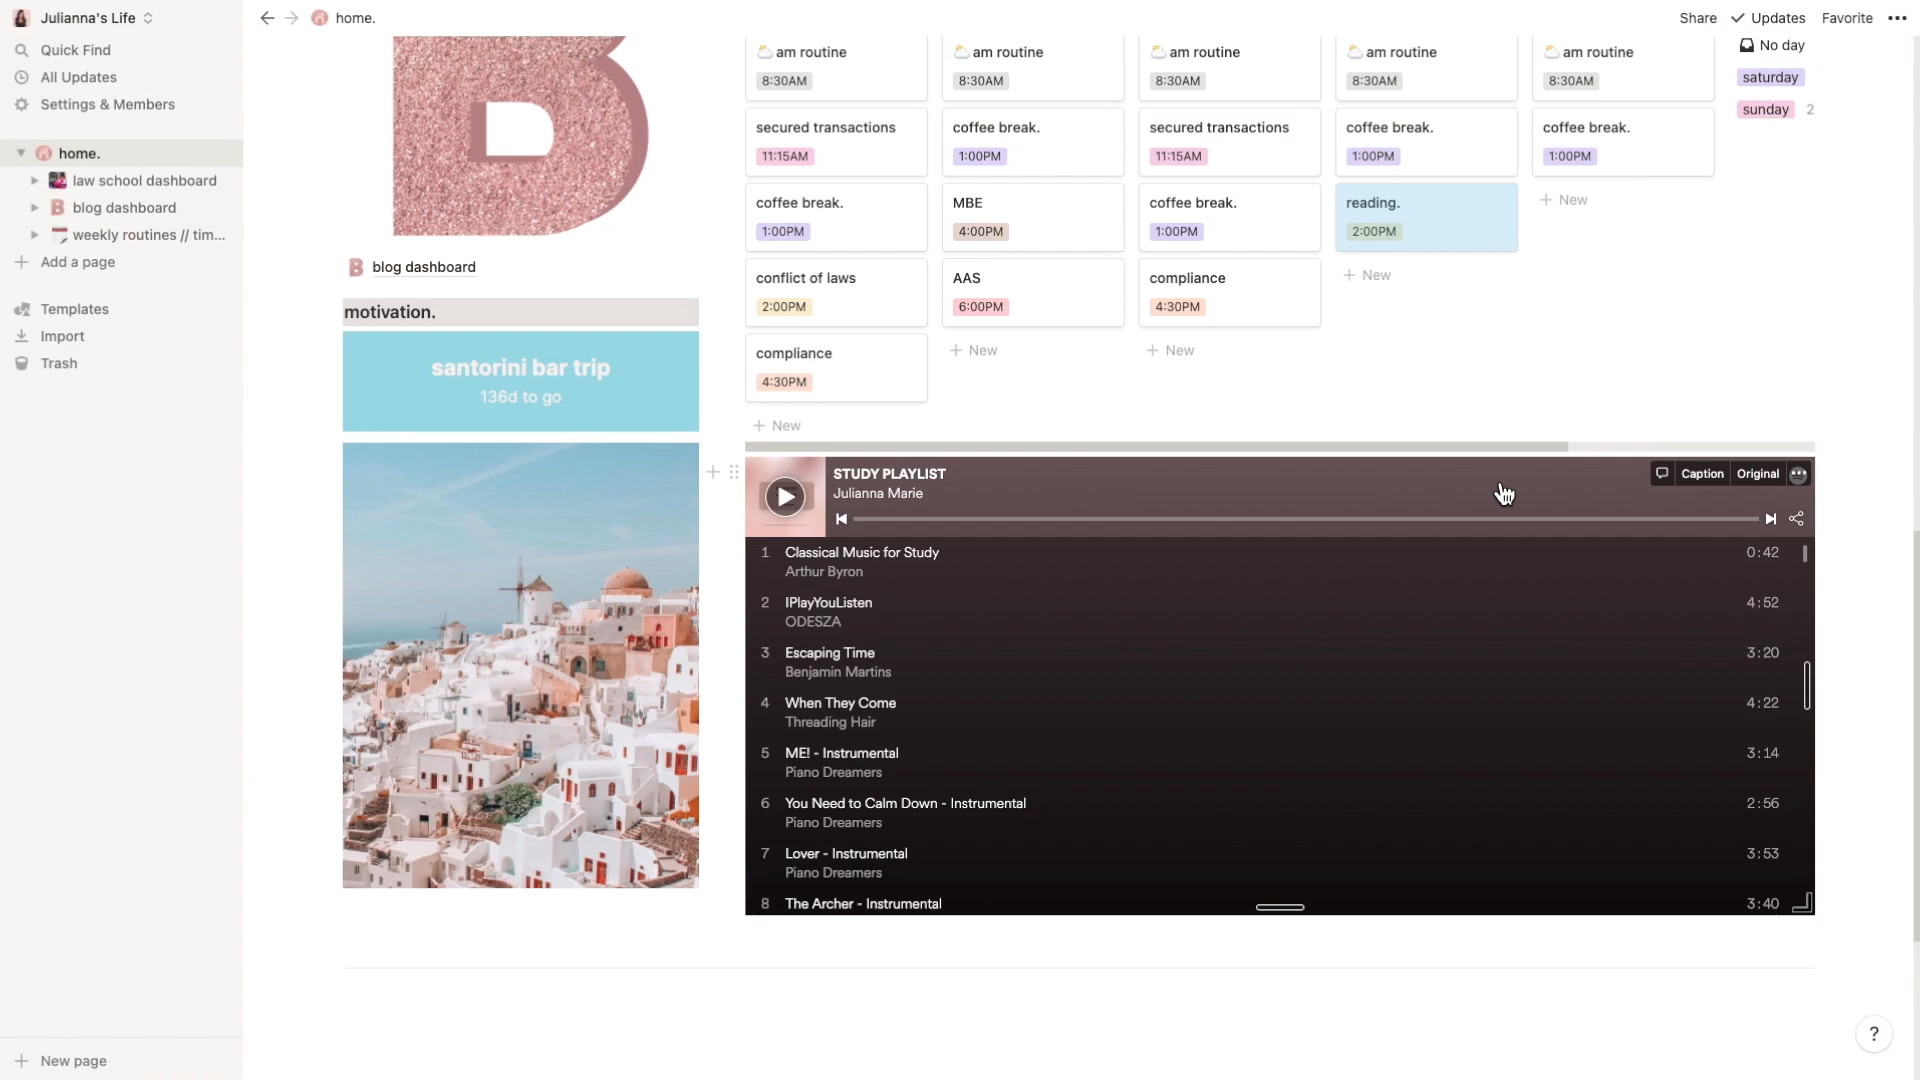 Julianna's Life
Quick Find
All Updates
Settings & Members
home.
law school dashboard
blog dashboard
weekly routines // tim...
Add a page
Templates
Import
Trash
New page
home.
Share
Updates
Favorite
B
blog dashboard
motivation.
santorini bar trip
136d to go
am routine
8:30AM
secured transactions
11:15AM
coffee break.
1:00PM
conflict of laws
2:00PM
compliance
4:30PM
New
am routine
8:30AM
coffee break.
1:00PM
MBE
4:00PM
AAS
6:00PM
New
am routine
8:30AM
secured transactions
11:15AM
coffee break.
1:00PM
compliance
4:30PM
New
am routine
8:30AM
coffee break.
1:00PM
reading.
2:00PM
New
am routine
8:30AM
coffee break.
1:00PM
New
No day
saturday
sunday 2
STUDY PLAYLIST
Julianna Marie
Caption Original
1 Classical Music for Study 0:42
Arthur Byron
2 IPlayYouListen 4:52
ODESZA
3 Escaping Time 3:20
Benjamin Martins
4 When They Come 4:22
Threading Hair
5 ME! - Instrumental 3:14
Piano Dreamers
6 You Need to Calm Down - Instrumental 2:56
Piano Dreamers
7 Lover - Instrumental 3:53
Piano Dreamers
8 The Archer - Instrumental 3:40
?